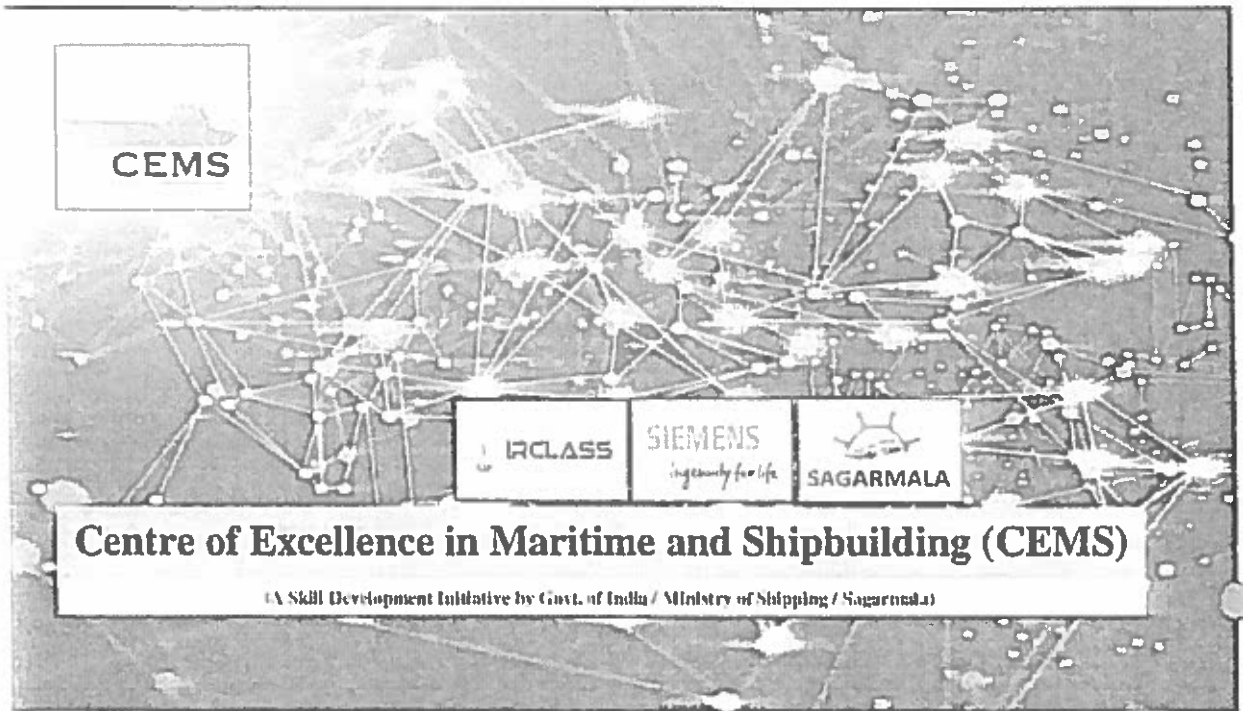 CEMS
IRCLASS
SIEMENS
Ingenuity for life
SAGARMALA
Centre of Excellence in Maritime and Shipbuilding (CEMS)
(A Skill Development Initiative by Govt. of India / Ministry of Shipping / Sagarmala)